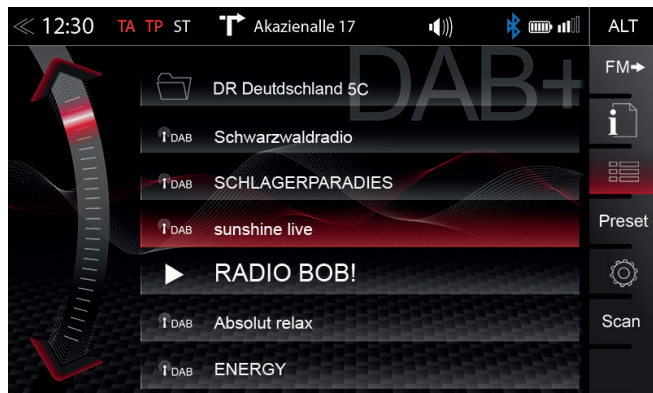 12:30 TA TP ST Akazienalle 17 ALT
DAB+
FM
DR Deutdschland 5C
i
DAB Schwarzwaldradio
DAB SCHLAGERPARADIES
DAB sunshine live
Preset
RADIO BOB!
DAB Absolut relax
Scan
DAB ENERGY